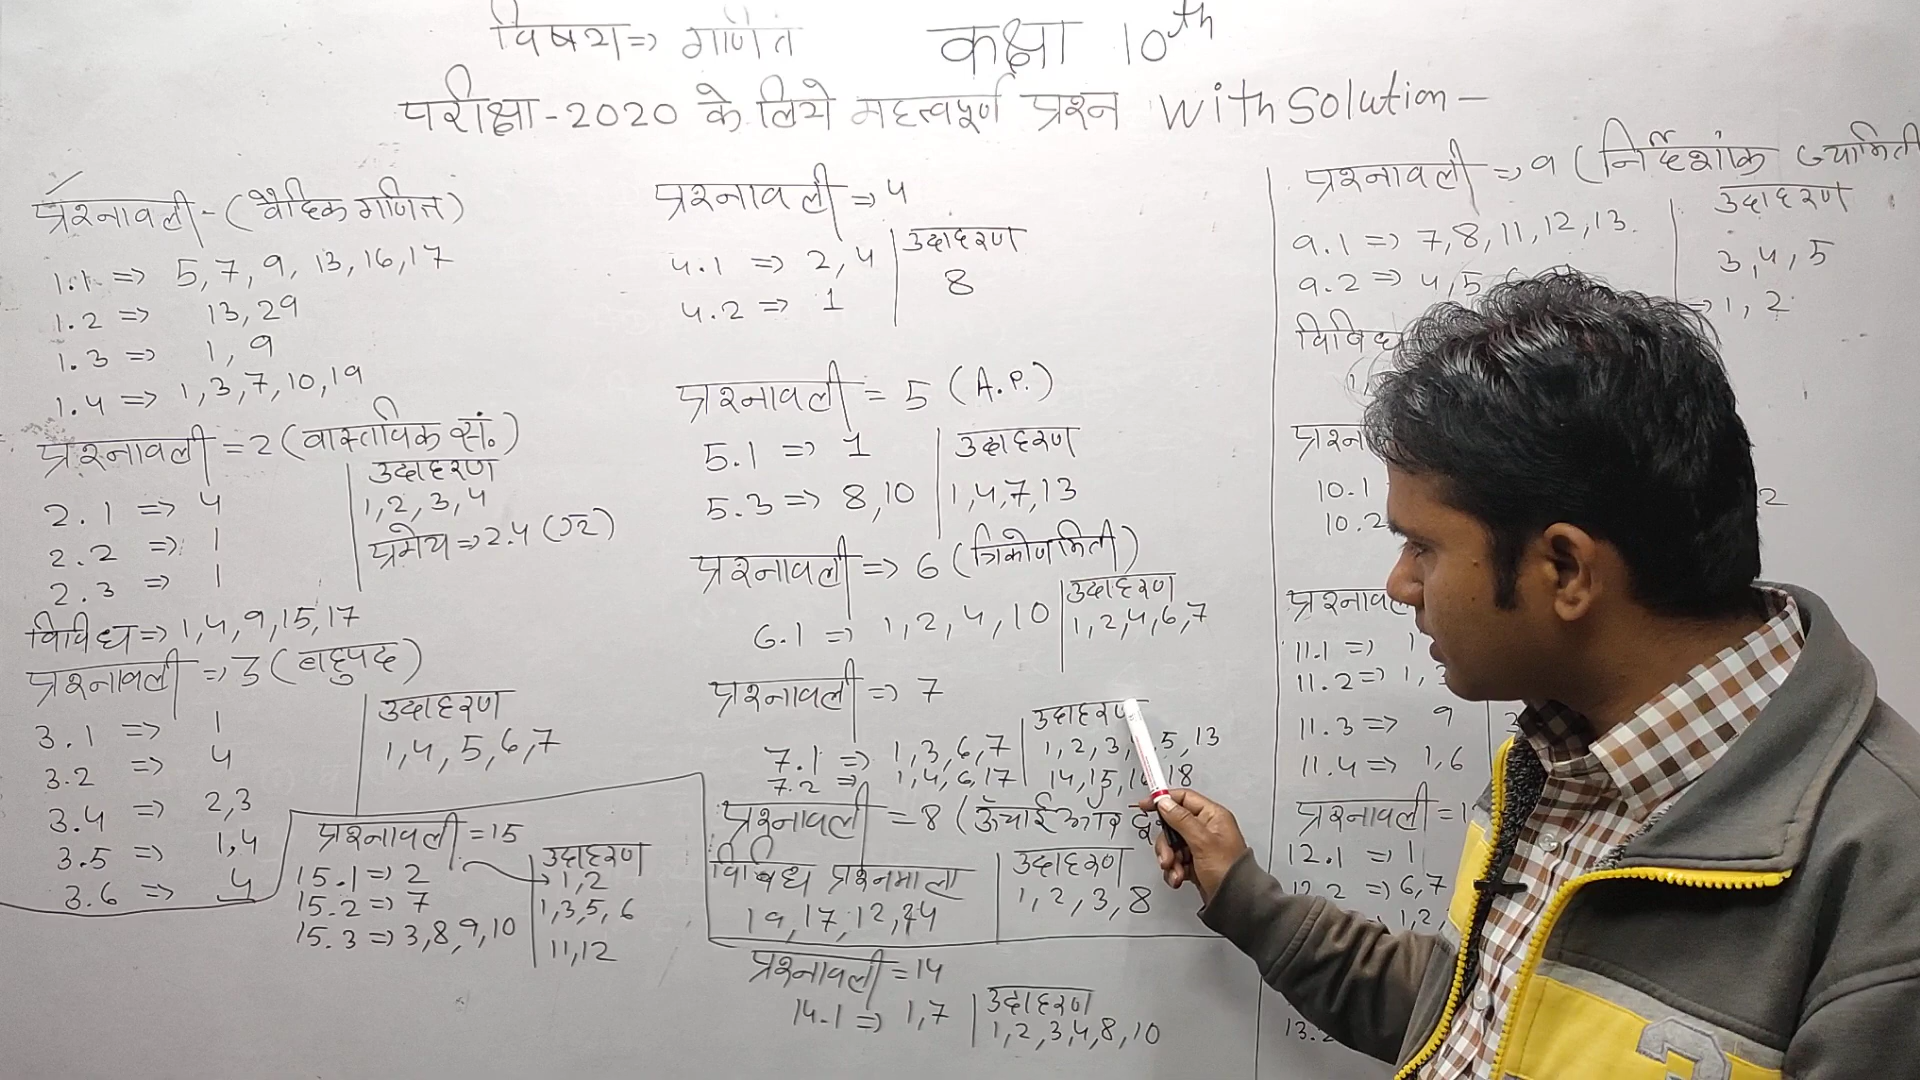 विषय => गणित कक्षा 10th
परीक्षा - 2020 के लिये महत्वपूर्ण प्रश्न With Solution -
प्रश्नावली - (वैदिक गणित)
1.1 => 5, 7, 9, 13, 16, 17
1.2 => 13, 29
1.3 => 1, 9
1.4 => 1, 3, 7, 10, 19
प्रश्नावली = 2 (वास्तविक सं.)
उदाहरण
2.1 => 4
1, 2, 3, 4
2.2 => 1
प्रमेय => 2.4 (√2)
2.3 => 1
विविध => 1, 4, 9, 15, 17
प्रश्नावली => 3 (बहुपद)
उदाहरण
3.1 => 1
1, 4, 5, 6, 7
3.2 => 4
3.4 => 2, 3
3.5 => 1, 4
3.6 => 4
प्रश्नावली = 15
उदाहरण
15.1 => 2
1, 2
15.2 => 7
1, 3, 5, 6
15.3 => 3, 8, 9, 10
11, 12
प्रश्नावली => 4
उदाहरण
4.1 => 2, 4
8
4.2 => 1
प्रश्नावली = 5 (A.P.)
उदाहरण
5.1 => 1
5.3 => 8, 10
1, 4, 7, 13
प्रश्नावली => 6 (त्रिकोणमिती)
उदाहरण
6.1 => 1, 2, 4, 10
1, 2, 4, 6, 7
प्रश्नावली => 7
उदाहरण
7.1 => 1, 3, 6, 7
1, 2, 3, 5, 13
7.2 => 1, 4, 6, 17
14, 15, 18
प्रश्नावली = 8 (ऊँचाई और
विविध प्रश्नमाला
उदाहरण
19, 17, 12, 24
1, 2, 3, 8
प्रश्नावली = 14
उदाहरण
14.1 => 1, 7
1, 2, 3, 4, 8, 10
प्रश्नावली => 9 (निर्देशांक ज्यामिती
उदाहरण
9.1 => 7, 8, 11, 12, 13
3, 4, 5
9.2 => 4, 5
=> 1, 2
विविध
10.1
10.2
11.1 => 1
11.2 => 1,
11.3 => 9
11.4 => 1, 6
प्रश्नावली = 1
12.1 => 1
12.2 => 6, 7
1, 2,